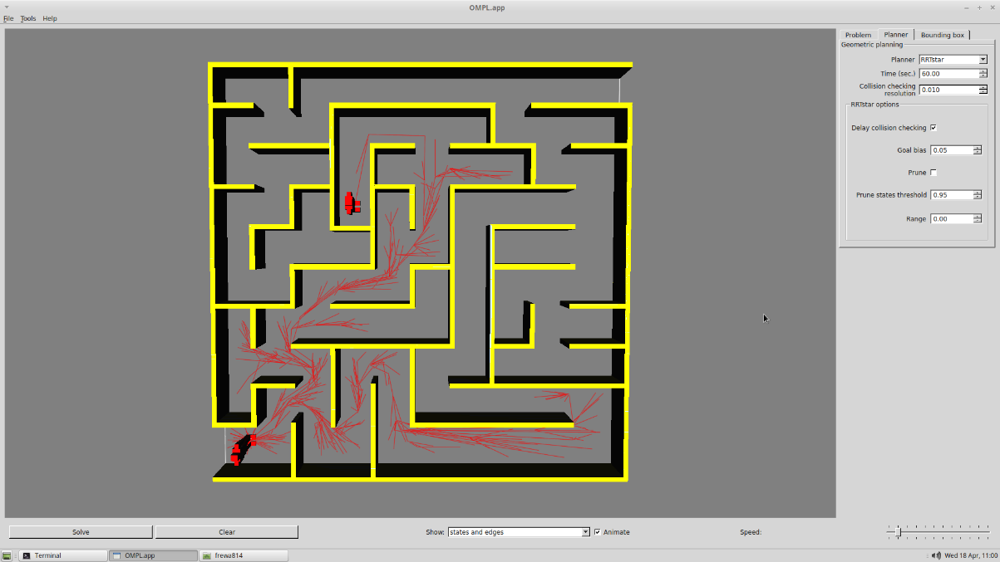 OMPL.app
File Tools Help
Problem Planner Bounding box
Geometric planning
Planner RRTstar
Time (sec.) 60.00
Collision checking
resolution 0.010
RRTstar options
Delay collision checking
Goal bias 0.05
Prune
Prune states threshold 0.95
Range 0.00
Solve Clear Show: states and edges Animate Speed:
Terminal OMPL.app frewa814 Wed 18 Apr, 11:00